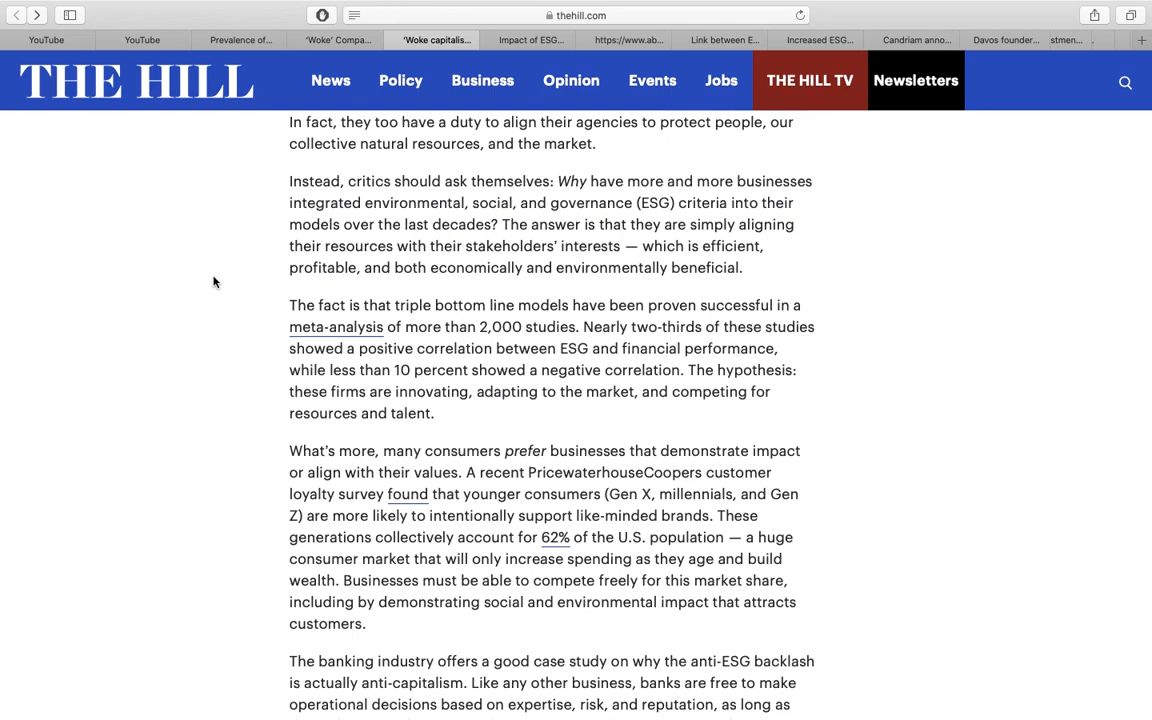 thehill.com
YouTube
YouTube
Prevalence of...
'Woke' Compa...
'Woke capitalis...
Impact of ESG...
https://www.ab...
Link between E...
Increased ESG...
Candriam anno...
Davos founder...
stmen...
THE HILL
News
Policy
Business
Opinion
Events
Jobs
THE HILL TV
Newsletters
In fact, they too have a duty to align their agencies to protect people, our
collective natural resources, and the market.
Instead, critics should ask themselves: Why have more and more businesses
integrated environmental, social, and governance (ESG) criteria into their
models over the last decades? The answer is that they are simply aligning
their resources with their stakeholders' interests — which is efficient,
profitable, and both economically and environmentally beneficial.
The fact is that triple bottom line models have been proven successful in a
meta-analysis of more than 2,000 studies. Nearly two-thirds of these studies
showed a positive correlation between ESG and financial performance,
while less than 10 percent showed a negative correlation. The hypothesis:
these firms are innovating, adapting to the market, and competing for
resources and talent.
What's more, many consumers prefer businesses that demonstrate impact
or align with their values. A recent PricewaterhouseCoopers customer
loyalty survey found that younger consumers (Gen X, millennials, and Gen
Z) are more likely to intentionally support like-minded brands. These
generations collectively account for 62% of the U.S. population — a huge
consumer market that will only increase spending as they age and build
wealth. Businesses must be able to compete freely for this market share,
including by demonstrating social and environmental impact that attracts
customers.
The banking industry offers a good case study on why the anti-ESG backlash
is actually anti-capitalism. Like any other business, banks are free to make
operational decisions based on expertise, risk, and reputation, as long as